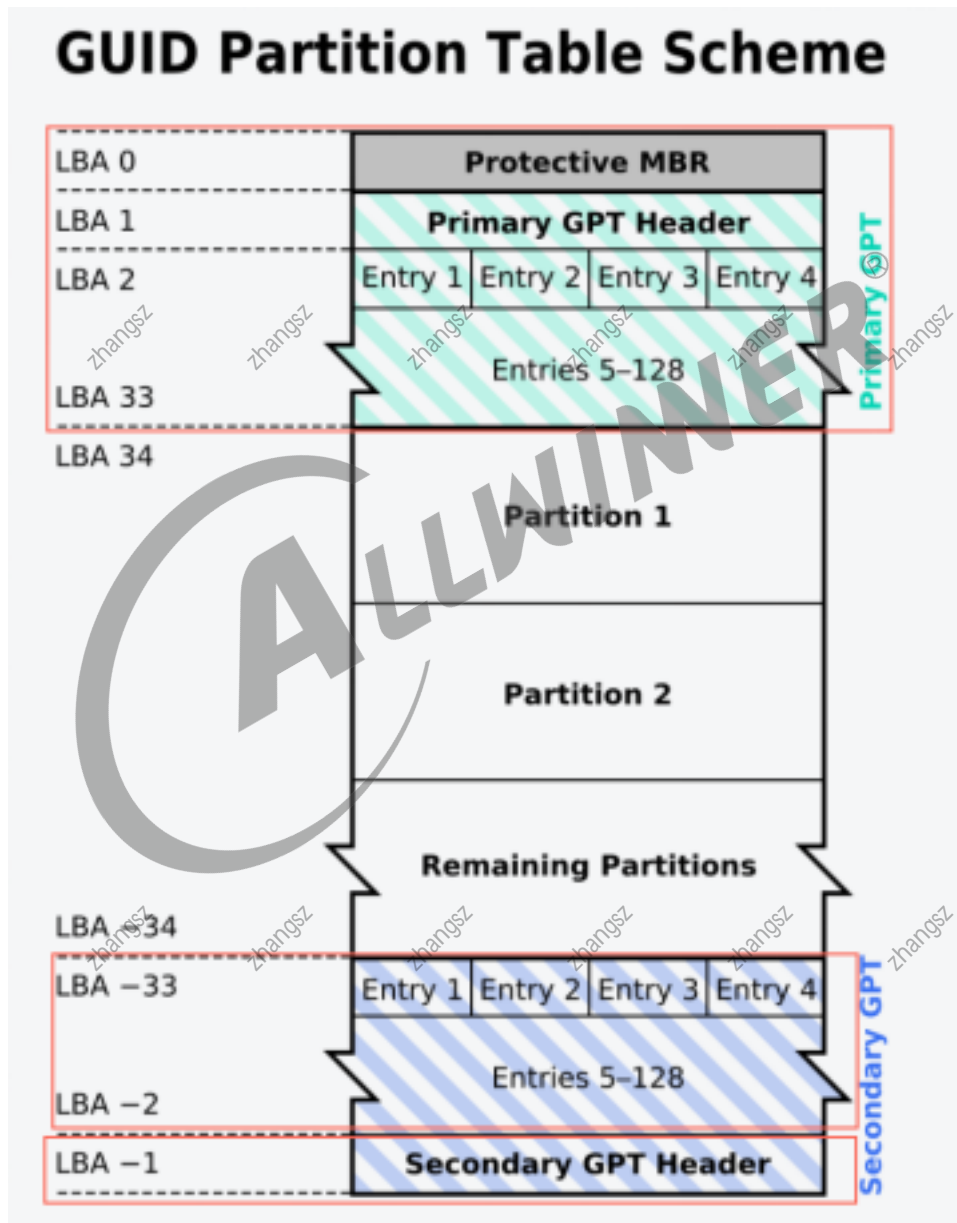 GUID Partition Table Scheme
LBA 0
Protective MBR
LBA 1
Primary GPT Header
LBA 2
Entry 1
Entry 2
Entry 3
Entry 4
Primary GPT
zhangsz
zhangsz
zhangsz
zhangsz
zhangsz
zhangsz
Entries 5–128
LBA 33
LBA 34
ALLWINNER
®
Partition 1
Partition 2
Remaining Partitions
LBA −34
zhangsz
zhangsz
zhangsz
zhangsz
zhangsz
zhangsz
LBA −33
Entry 1
Entry 2
Entry 3
Entry 4
Secondary GPT
Entries 5–128
LBA −2
LBA −1
Secondary GPT Header